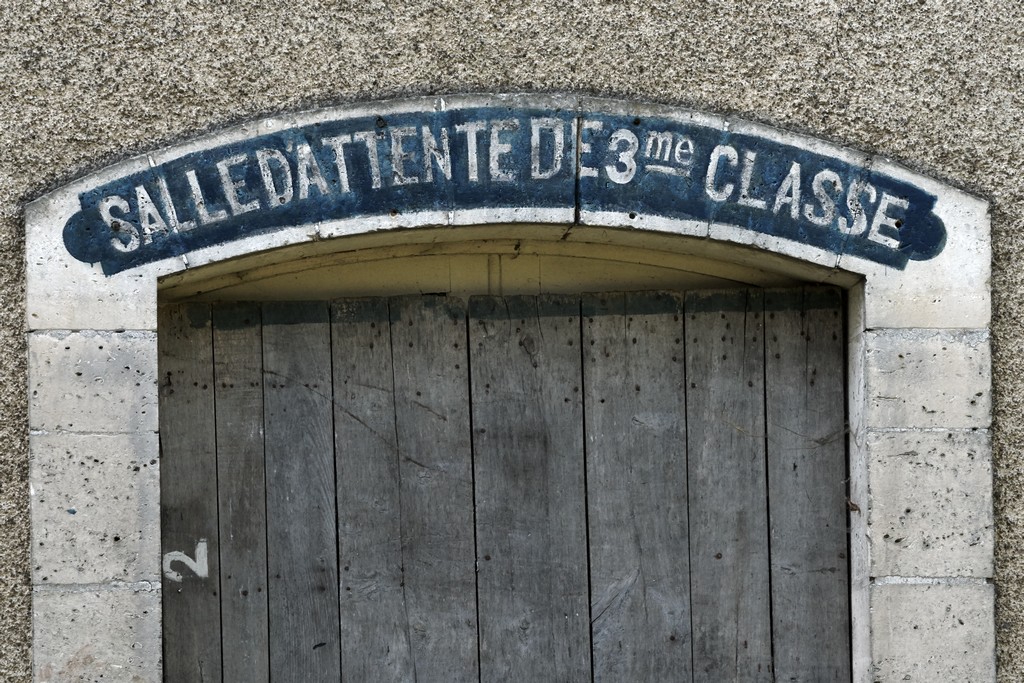 SALLE D'ATTENTE DE 3me CLASSE
2